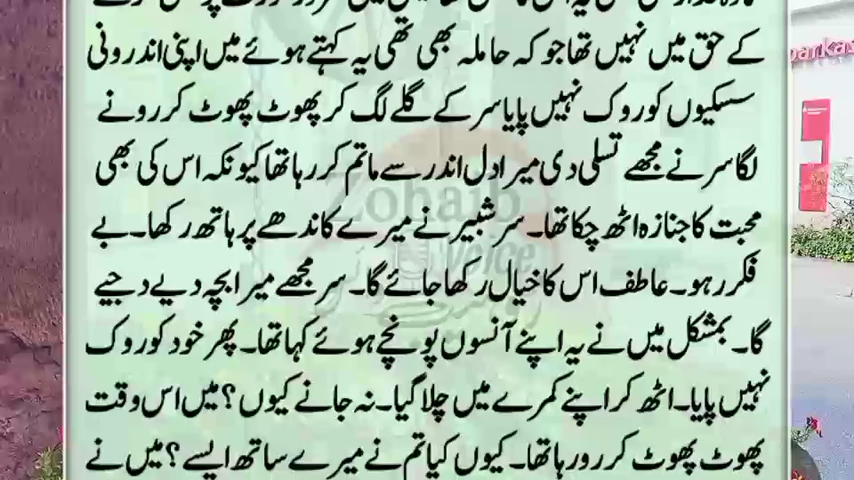 کے حق میں نہیں تھا جو کہ حاملہ بھی تھی یہ کہتے ہوئے میں اپنی اندرونی
سسکیوں کو روک نہیں پایا سر کے گلے لگ کر پھوٹ پھوٹ کر رونے
لگا سر نے مجھے تسلی دی میرا دل اندر سے ماتم کر رہا تھا کیونکہ اس کی بھی
محبت کا جنازہ اٹھ چکا تھا۔ سر شبیر نے میرے کاندھے پر ہاتھ رکھا۔ بے
فکر رہو۔ عاطف اس کا خیال رکھا جائے گا۔ سر مجھے میرا بچہ دیے دجیے
گا۔ بمشکل میں نے یہ اپنے آنسوں پونچے ہوئے کہا تھا۔ پھر خود کو روک
نہیں پایا۔ اٹھ کر اپنے کمرے میں چلا گیا۔ نہ جانے کیوں؟ میں اس وقت
پھوٹ پھوٹ کر رو رہا تھا۔ کیوں کیا تم نے میرے ساتھ ایسے؟ میں نے
Zohaib
Voice